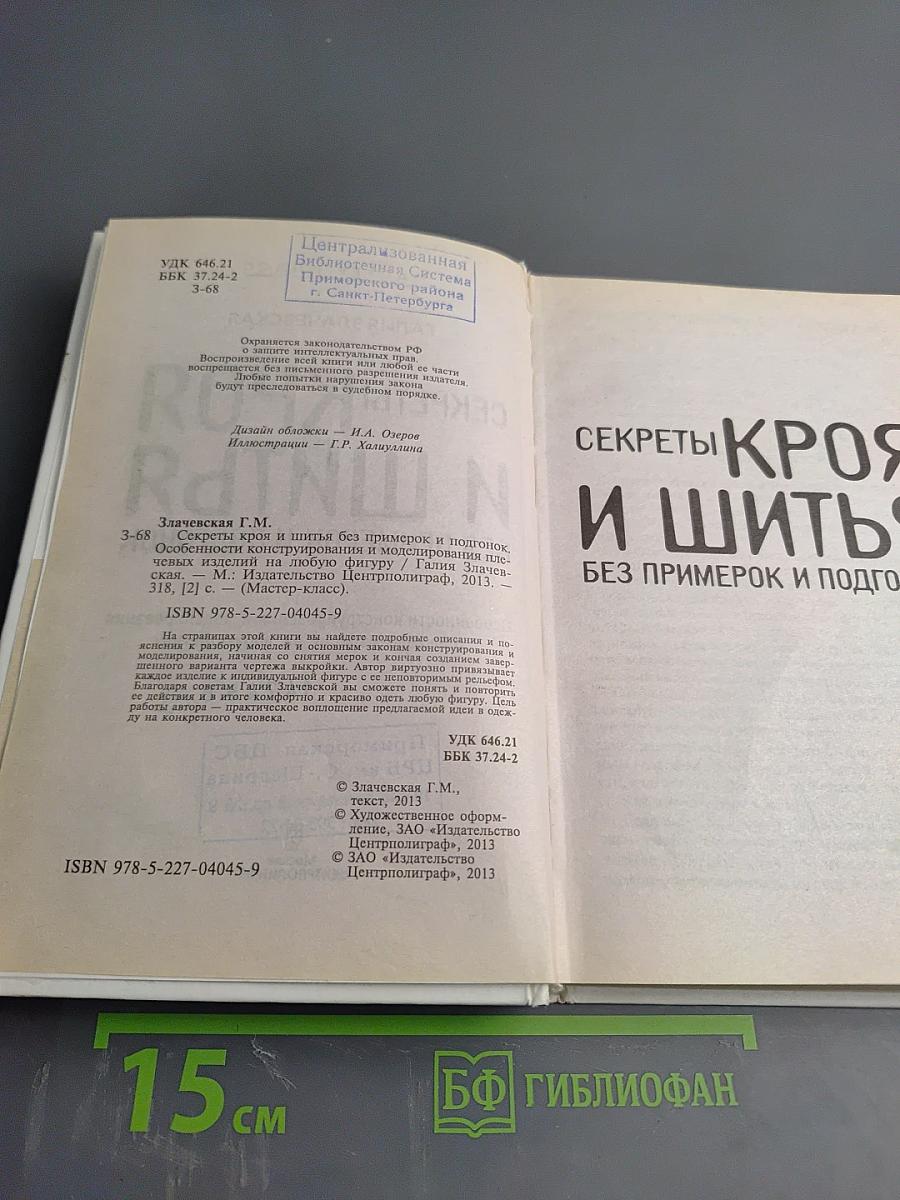 УДК 646.21
ББК 37.24-2
З-68
Централизованная
Библиотечная Система
Приморского района
г. Санкт-Петербурга
Охраняется законодательством РФ
о защите интеллектуальных прав.
Воспроизведение всей книги или любой ее части
воспрещается без письменного разрешения издателя.
Любые попытки нарушения закона
будут преследоваться в судебном порядке.
Дизайн обложки — И.А. Озеров
Иллюстрации — Г.Р. Халиуллина
Злачевская Г.М.
З-68 Секреты кроя и шитья без примерок и подгонок.
Особенности конструирования и моделирования пле-
чевых изделий на любую фигуру / Галия Злачев-
ская. — М.: Издательство Центрполиграф, 2013. —
318, [2] с. — (Мастер-класс).
ISBN 978-5-227-04045-9
На страницах этой книги вы найдете подробные описания и по-
яснения к разбору моделей и основным законам конструирования и
моделирования, начиная со снятия мерок и кончая созданием завер-
шенного варианта чертежа выкройки. Автор виртуозно привязывает
каждое изделие к индивидуальной фигуре с ее неповторимым рельефом.
Благодаря советам Галии Злачевской вы сможете понять и повторить
ее действия и в итоге комфортно и красиво одеть любую фигуру. Цель
работы автора — практическое воплощение предлагаемой идеи в одеж-
ду на конкретного человека.
УДК 646.21
ББК 37.24-2
© Злачевская Г.М.,
текст, 2013
© Художественное оформ-
ление, ЗАО «Издательство
Центрполиграф», 2013
© ЗАО «Издательство
Центрполиграф», 2013
ISBN 978-5-227-04045-9
СЕКРЕТЫ КРОЯ
И ШИТЬЯ
БЕЗ ПРИМЕРОК И ПОДГО
15 см
БФ ГИБЛИОФАН